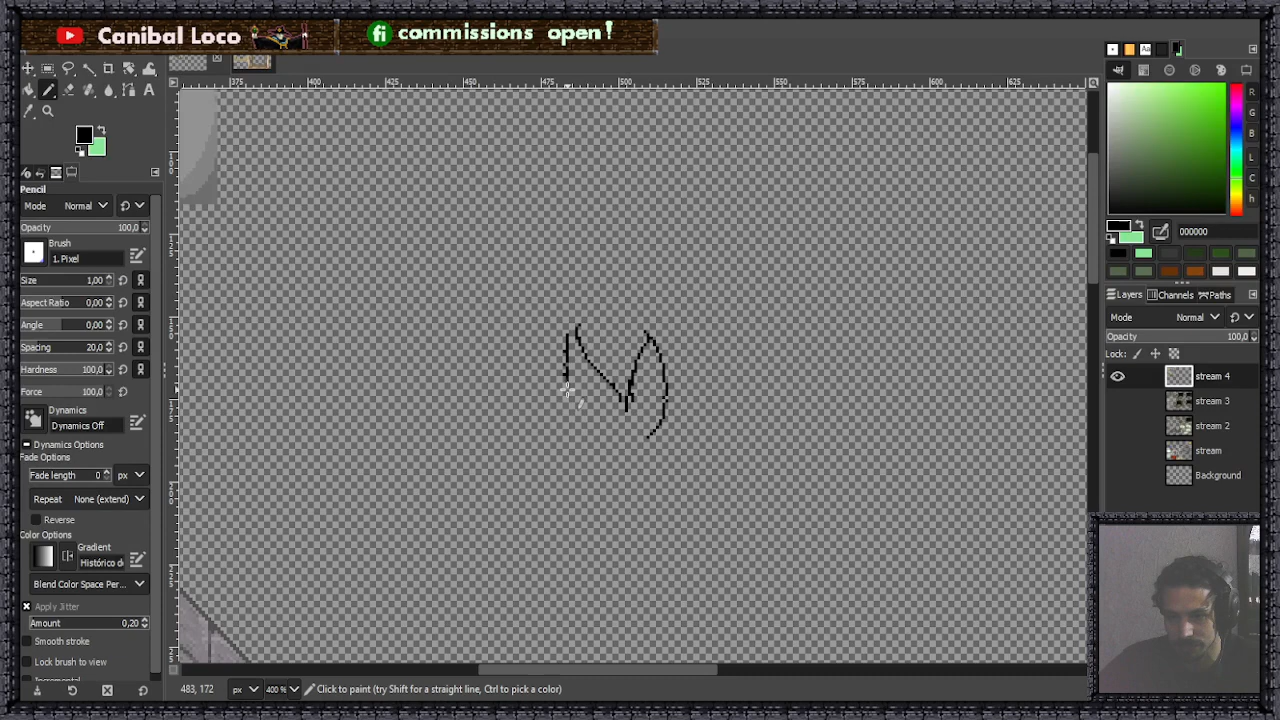 Canibal Loco
fi commissions open!
Pencil
Mode Normal
Opacity 100,0
Brush
1. Pixel
Size 1,00
Aspect Ratio 0,00
Angle 0,00
Spacing 20,0
Hardness 100,0
Force 100,0
Dynamics
Dynamics Off
Dynamics Options
Fade Options
Fade length 0 px
Repeat None (extend)
Reverse
Color Options
Gradient
Histórico d
Blend Color Space Per...
Apply Jitter
Amount 0,20
Smooth stroke
Lock brush to view
Incremental
375 400 425 450 475 500 525 550 575 600 625
483, 172 px 400 % Click to paint (try Shift for a straight line, Ctrl to pick a color)
R
G
B
L
C
h
000000
Layers Channels Paths
Mode Normal
Opacity 100,0
Lock:
stream 4
stream 3
stream 2
stream
Background